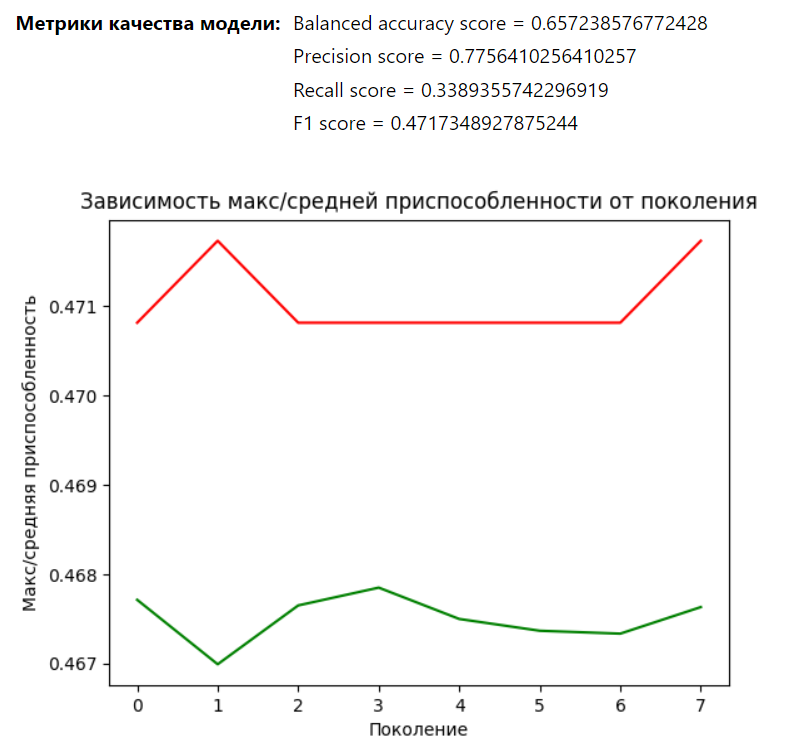 Метрики качества модели: Balanced accuracy score = 0.657238576772428
Precision score = 0.7756410256410257
Recall score = 0.3389355742296919
F1 score = 0.4717348927875244
Зависимость макс/средней приспособленности от поколения
Макс/средняя приспособленность
0.471
0.470
0.469
0.468
0.467
0 1 2 3 4 5 6 7
Поколение